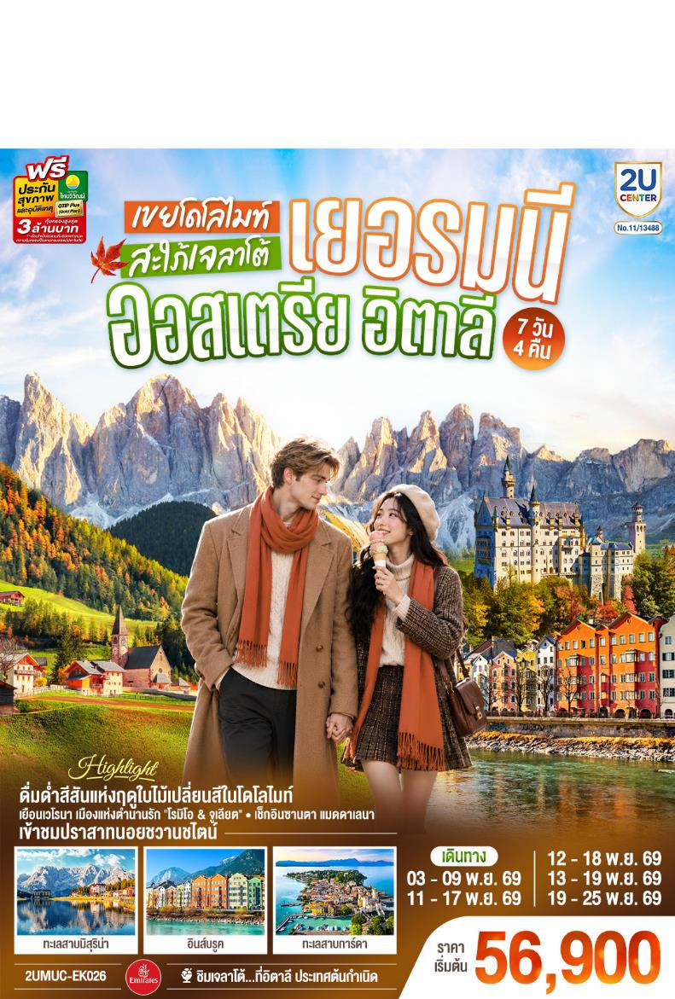 ฟรี
ประกัน
สุขภาพ
และอุบัติเหตุ
ไทยวิวัฒน์
GTIP Plus
(Gold Plan)
คุ้มครองสูงสุด
3 ล้านบาท
2U
CENTER
No.11/13488
เขยโดโลไมท์
สะใภ้เจลาโต้
เยอรมนี
ออสเตรีย อิตาลี
7 วัน
4 คืน
Highlight
ดื่มด่ำสีสันแห่งฤดูใบไม้เปลี่ยนสีในโดโลไมท์
เยือนเวโรนา เมืองแห่งตำนานรัก "โรมิโอ & จูเลียต" • เช็กอินซานตา แมดดาเลนา
เข้าชมปราสาทนอยชวานชไตน์
ทะเลสาบมิสุริน่า
อินส์บรูค
ทะเลสาบการ์ดา
เดินทาง
03 - 09 พ.ย. 69
11 - 17 พ.ย. 69
12 - 18 พ.ย. 69
13 - 19 พ.ย. 69
19 - 25 พ.ย. 69
2UMUC-EK026
Emirates
ชิมเจลาโต้...ที่อิตาลี ประเทศต้นกำเนิด
ราคา
เริ่มต้น
56,900